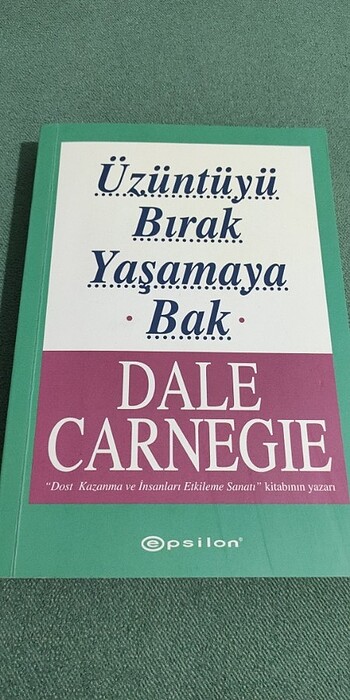 Üzüntüyü
Bırak
Yaşamaya
· Bak ·
DALE
CARNEGIE
"Dost Kazanma ve İnsanları Etkileme Sanatı" kitabının yazarı
epsilon®